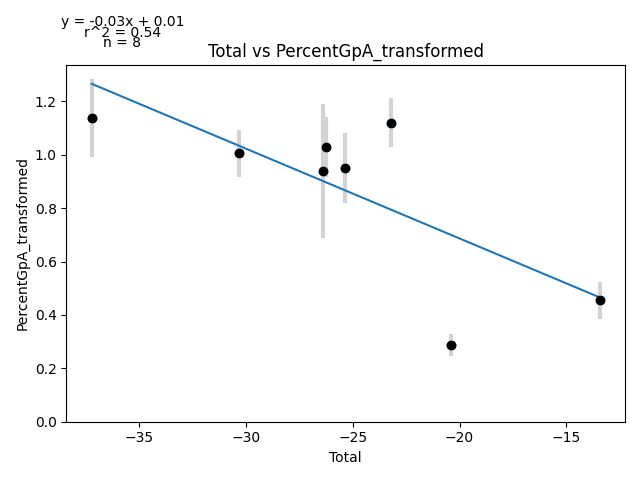 y = -0.03x + 0.01
r^2 = 0.54
n = 8
Total vs PercentGpA_transformed
PercentGpA_transformed
1.2
1.0
0.8
0.6
0.4
0.2
0.0
−35
−30
−25
−20
−15
Total